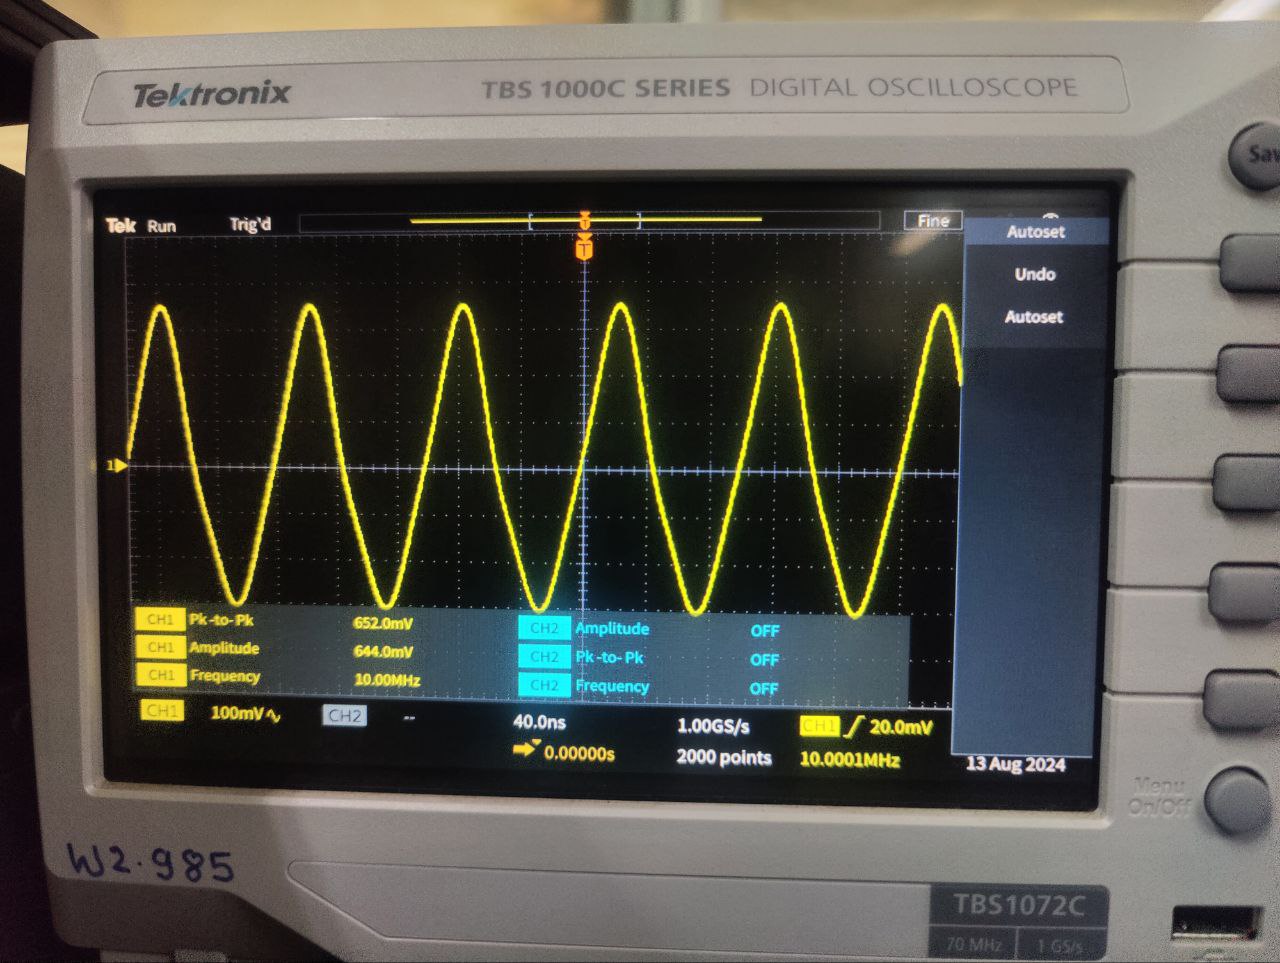 Tektronix TBS 1000C SERIES DIGITAL OSCILLOSCOPE
Tek Run Trig'd Fine
T
T
Autoset
Undo
Autoset
1
CH1 Pk-to-Pk 652.0mV CH2 Amplitude OFF
CH1 Amplitude 644.0mV CH2 Pk-to-Pk OFF
CH1 Frequency 10.00MHz CH2 Frequency OFF
CH1 100mV CH2 -- 40.0ns 1.00GS/s CH1 20.0mV
0.00000s 2000 points 10.0001MHz 13 Aug 2024
Menu
On/Off
W2.985
TBS1072C
70 MHz 1 GS/s